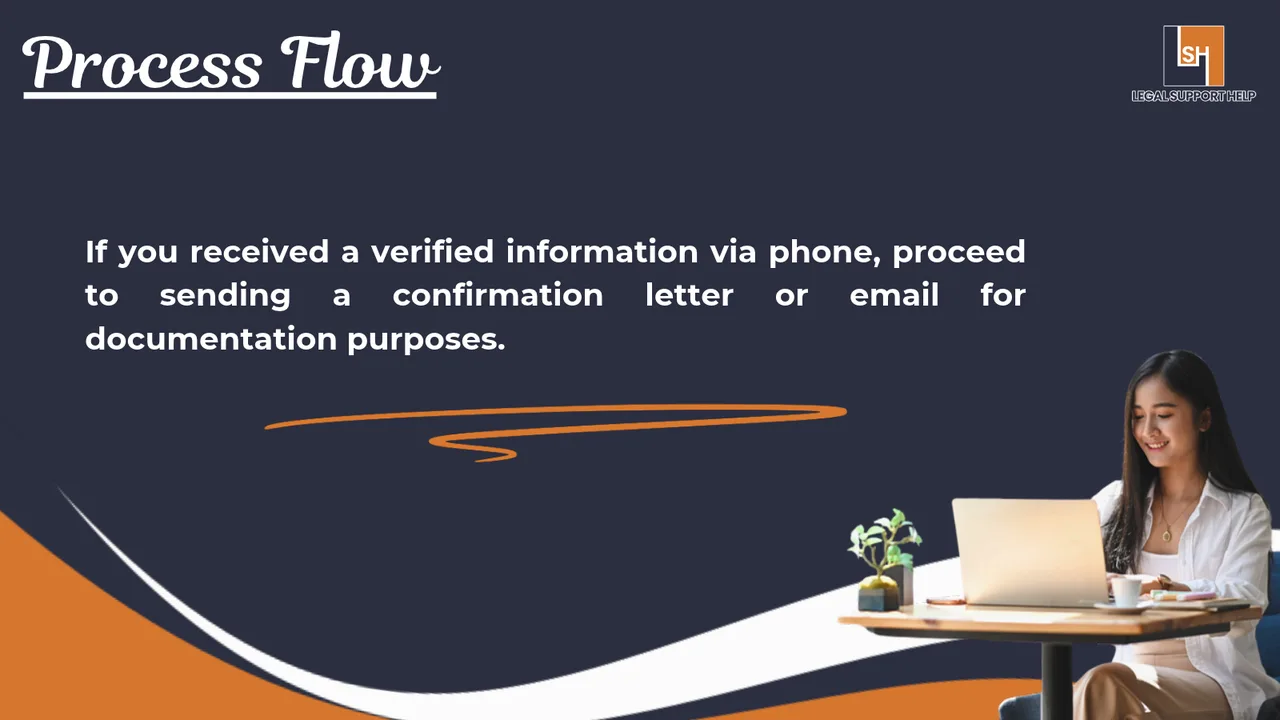 Process Flow
SH
LEGAL SUPPORT HELP
If you received a verified information via phone, proceed
to sending a confirmation letter or email for
documentation purposes.